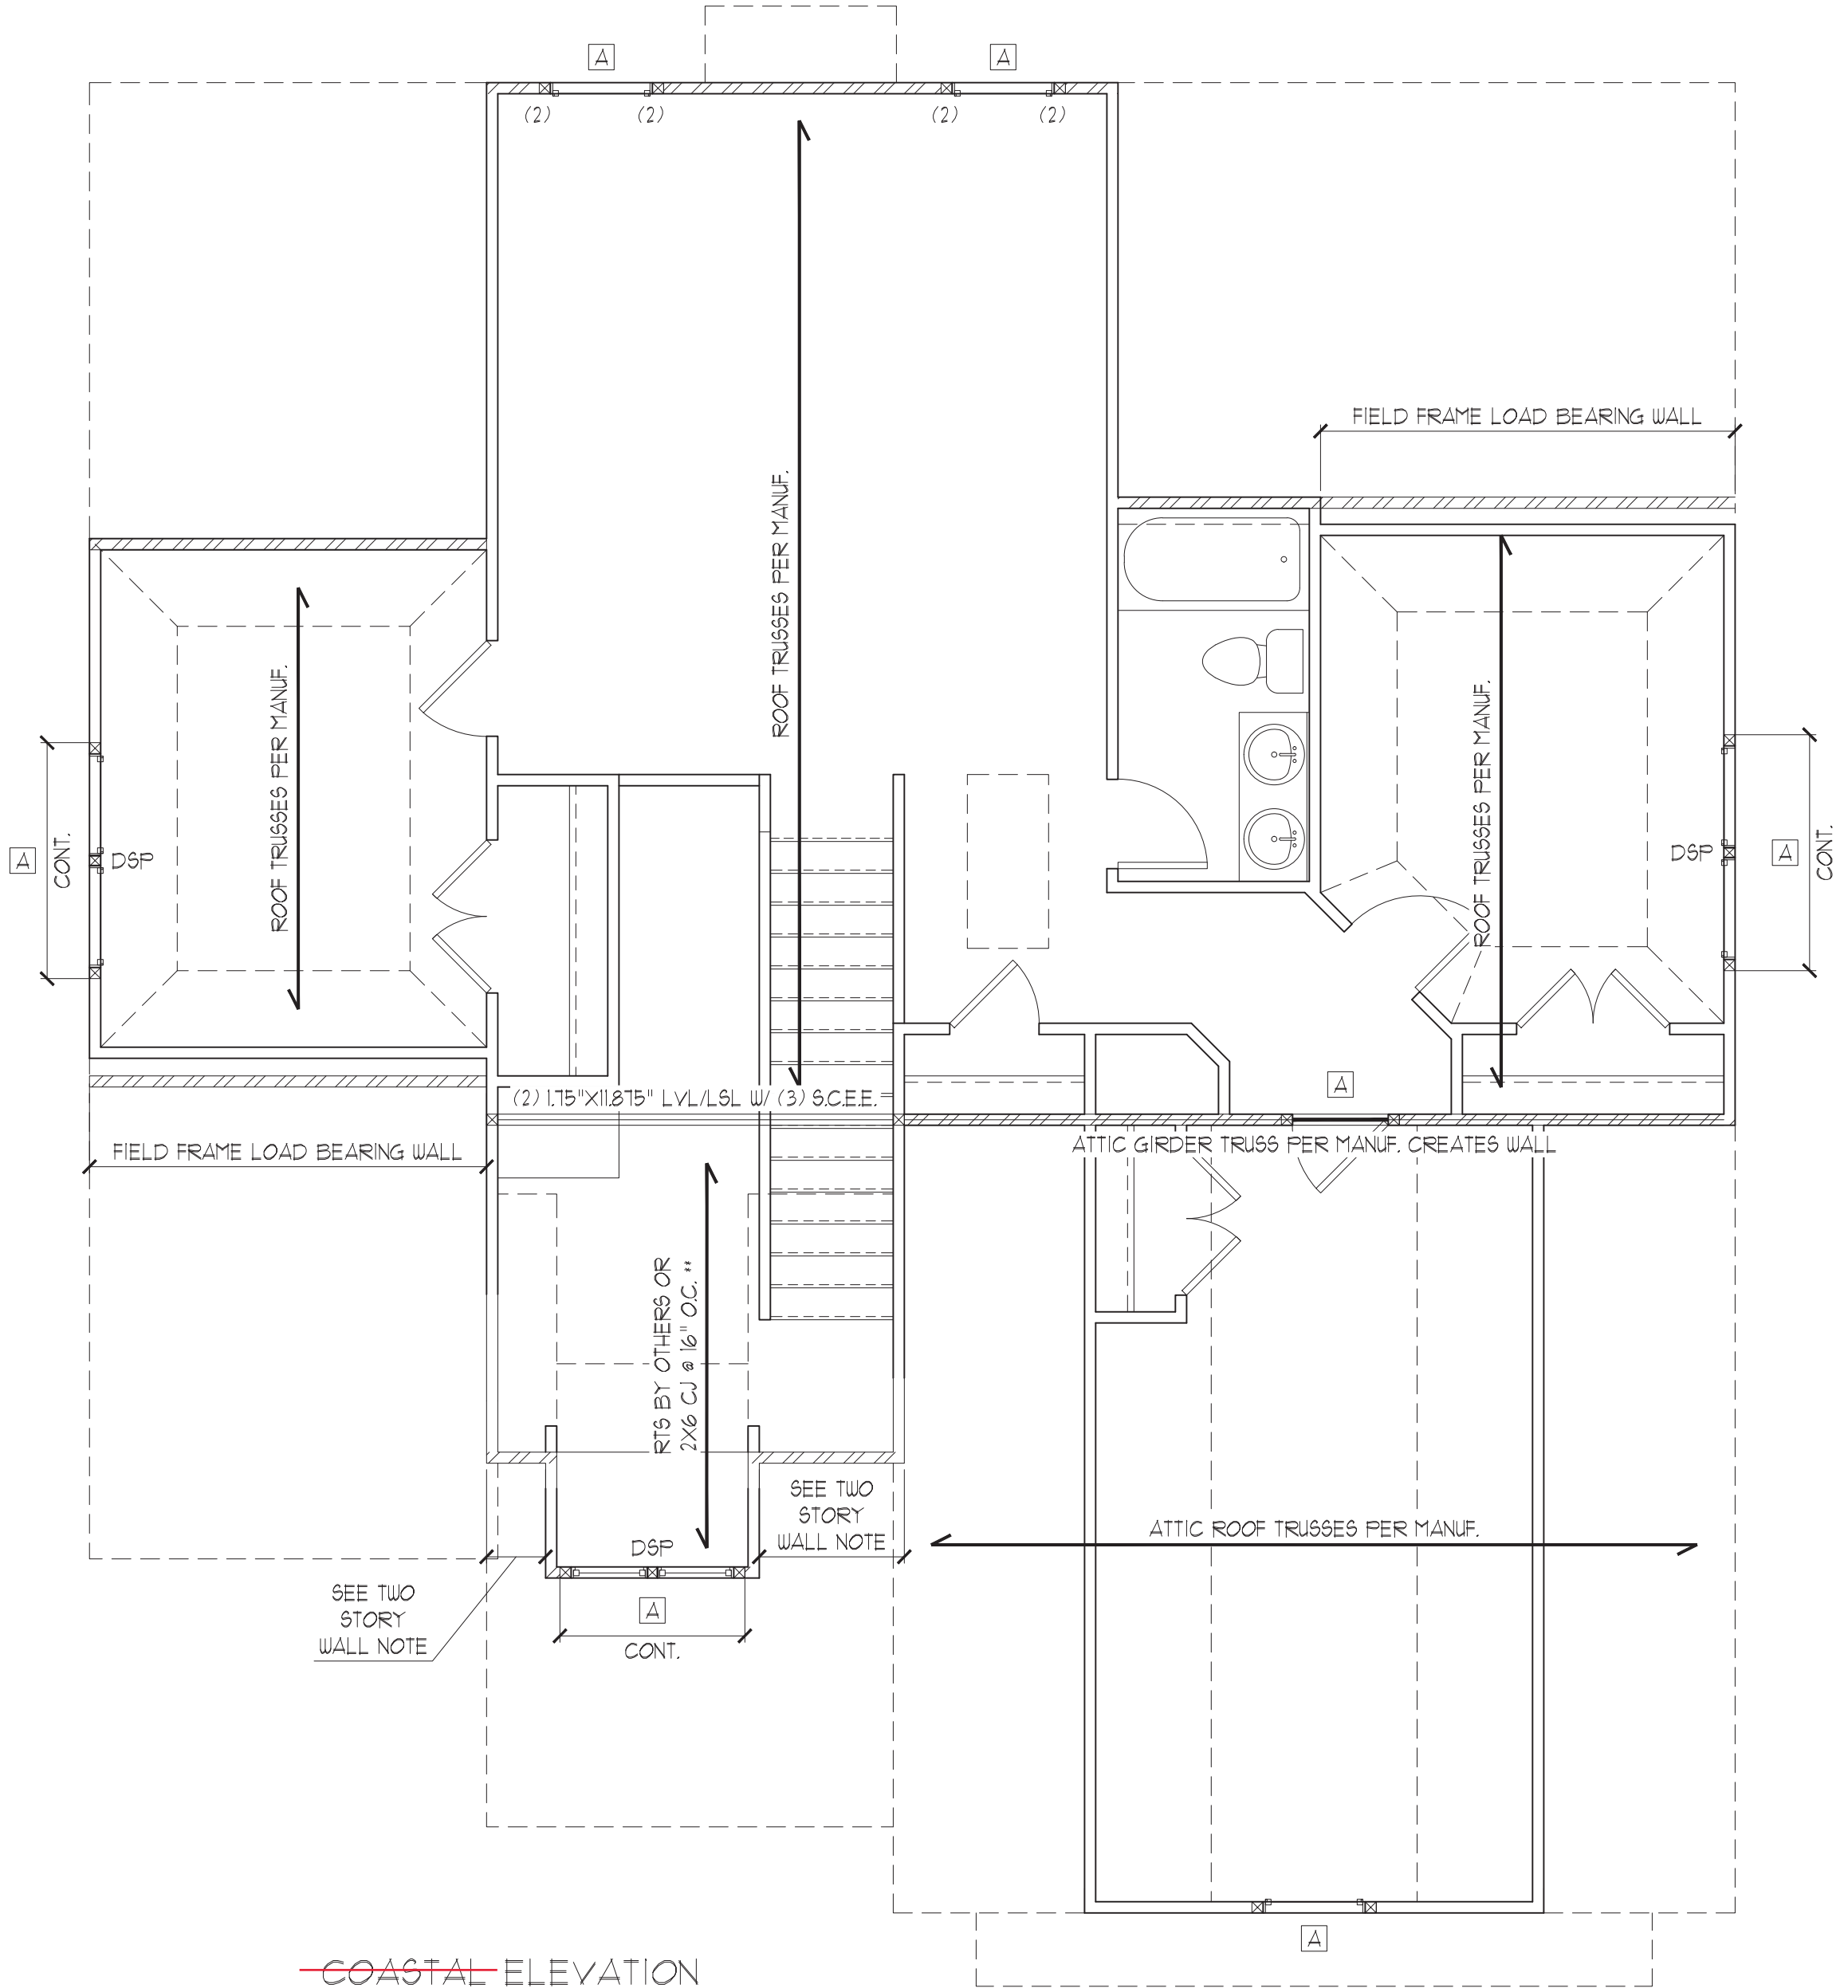 A
A
(2)
(2)
(2)
(2)
FIELD FRAME LOAD BEARING WALL
ROOF TRUSSES PER MANUF.
ROOF TRUSSES PER MANUF.
ROOF TRUSSES PER MANUF.
A
CONT.
DSP
DSP
A
CONT.
A
(2) 1.75"X11.875" LVL/LSL W/ (3) S.C.E.E.
FIELD FRAME LOAD BEARING WALL
ATTIC GIRDER TRUSS PER MANUF. CREATES WALL
RTS BY OTHERS OR
2X6 CJ @ 16" O.C. **
SEE TWO
STORY
WALL NOTE
ATTIC ROOF TRUSSES PER MANUF.
DSP
SEE TWO
STORY
WALL NOTE
A
CONT.
A
COASTAL ELEVATION